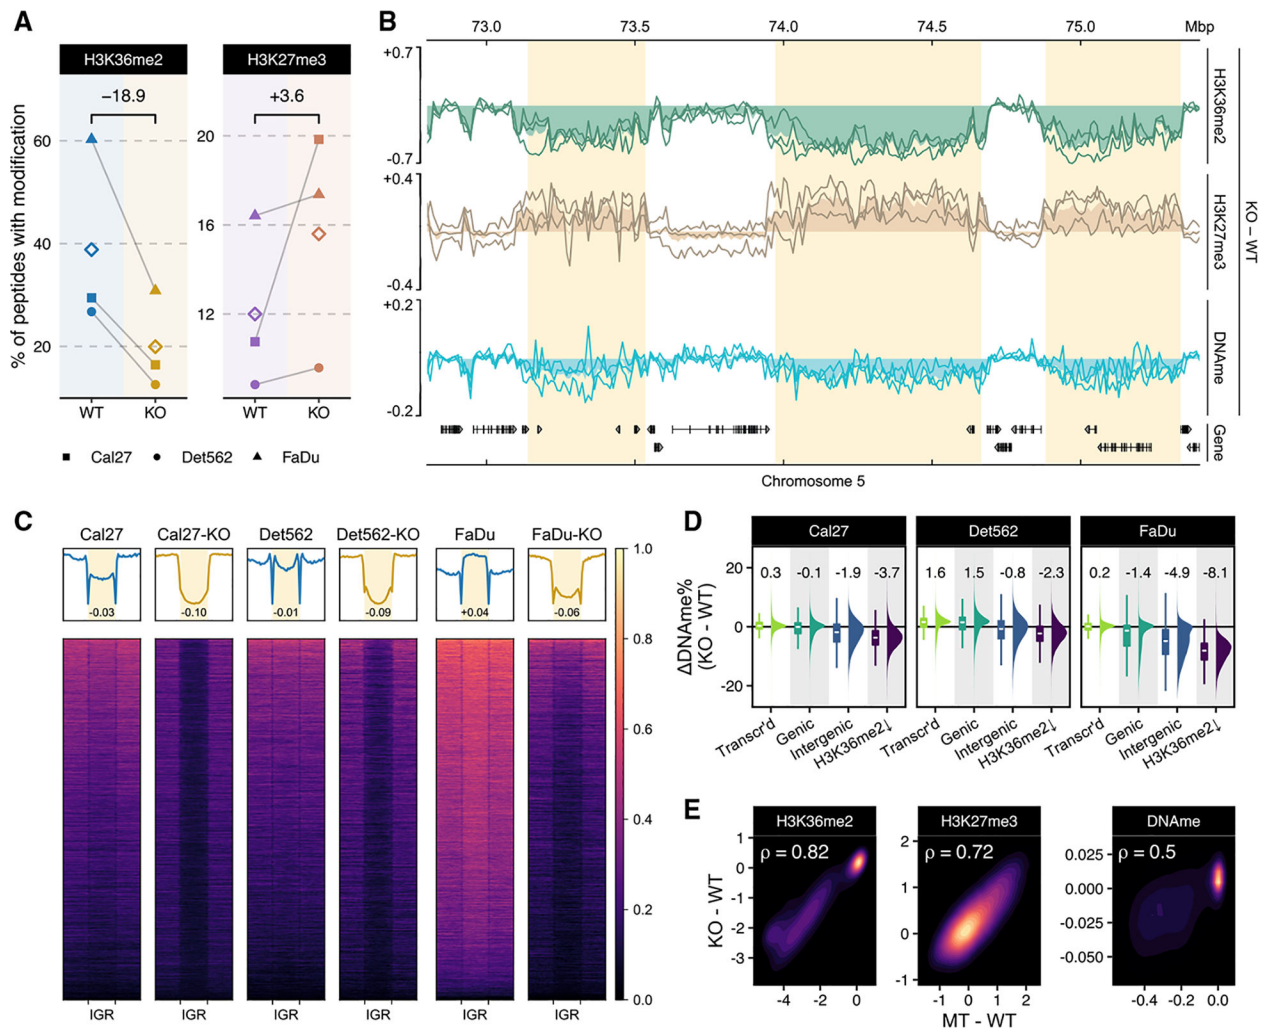 A
H3K36me2
H3K27me3
−18.9
+3.6
% of peptides with modification
60
40
20
20
16
12
WT
KO
WT
KO
Cal27
Det562
FaDu
B
73.0
73.5
74.0
74.5
75.0
Mbp
+0.7
-0.7
+0.4
-0.4
+0.2
-0.2
H3K36me2
H3K27me3
DNAme
Gene
KO – WT
Chromosome 5
C
Cal27
Cal27-KO
Det562
Det562-KO
FaDu
FaDu-KO
-0.03
-0.10
-0.01
-0.09
+0.04
-0.06
1.0
0.8
0.6
0.4
0.2
0.0
IGR
IGR
IGR
IGR
IGR
IGR
D
Cal27
Det562
FaDu
ΔDNAme%
(KO - WT)
20
0
-20
0.3
-0.1
-1.9
-3.7
1.6
1.5
-0.8
-2.3
0.2
-1.4
-4.9
-8.1
Transcr'd
Genic
Intergenic
H3K36me2↓
Transcr'd
Genic
Intergenic
H3K36me2↓
Transcr'd
Genic
Intergenic
H3K36me2↓
E
H3K36me2
H3K27me3
DNAme
ρ = 0.82
ρ = 0.72
ρ = 0.5
KO - WT
1
0
-1
-2
-3
2
1
0
-1
0.025
0.000
-0.025
-0.050
-4
-2
0
-1
0
1
2
-0.4
-0.2
0.0
MT - WT